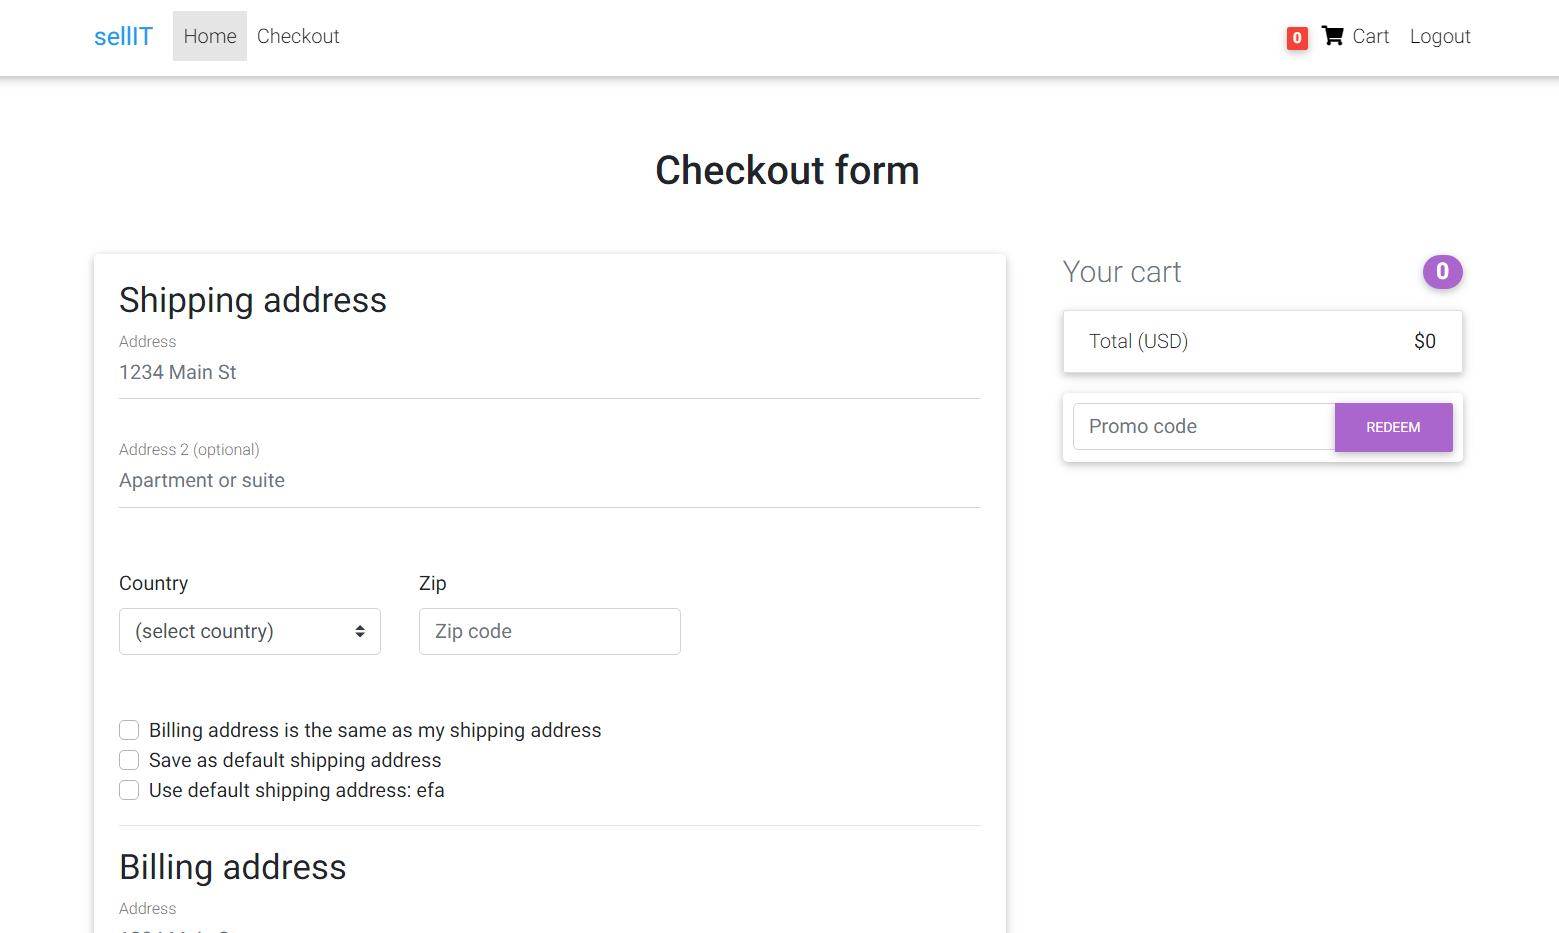 sellIT Home Checkout 0 Cart Logout
Checkout form
Shipping address
Address
1234 Main St
Address 2 (optional)
Apartment or suite
Country Zip
(select country) Zip code
Billing address is the same as my shipping address
Save as default shipping address
Use default shipping address: efa
Billing address
Address
Your cart 0
Total (USD) $0
Promo code REDEEM